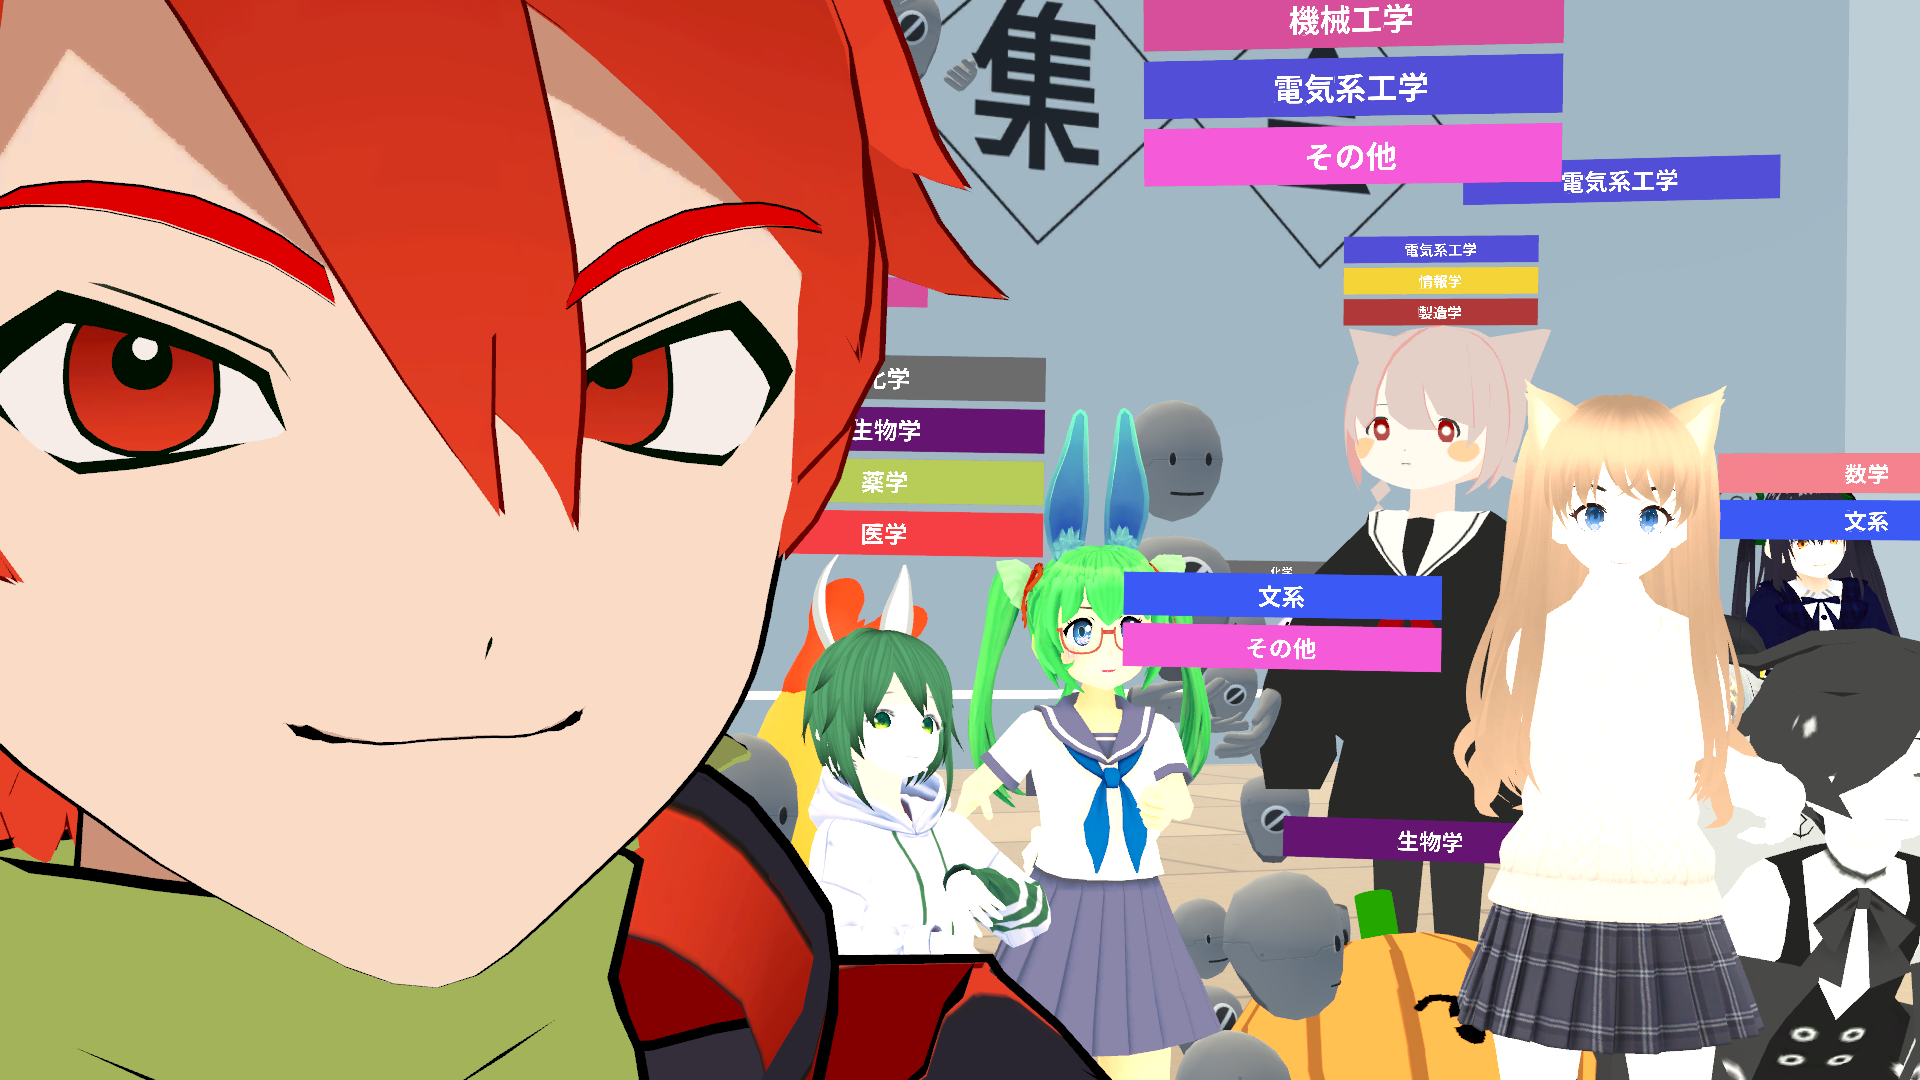 集
機械工学
電気系工学
その他
電気系工学
電気系工学
情報学
製造学
化学
生物学
薬学
医学
数学
文系
化学
文系
その他
生物学